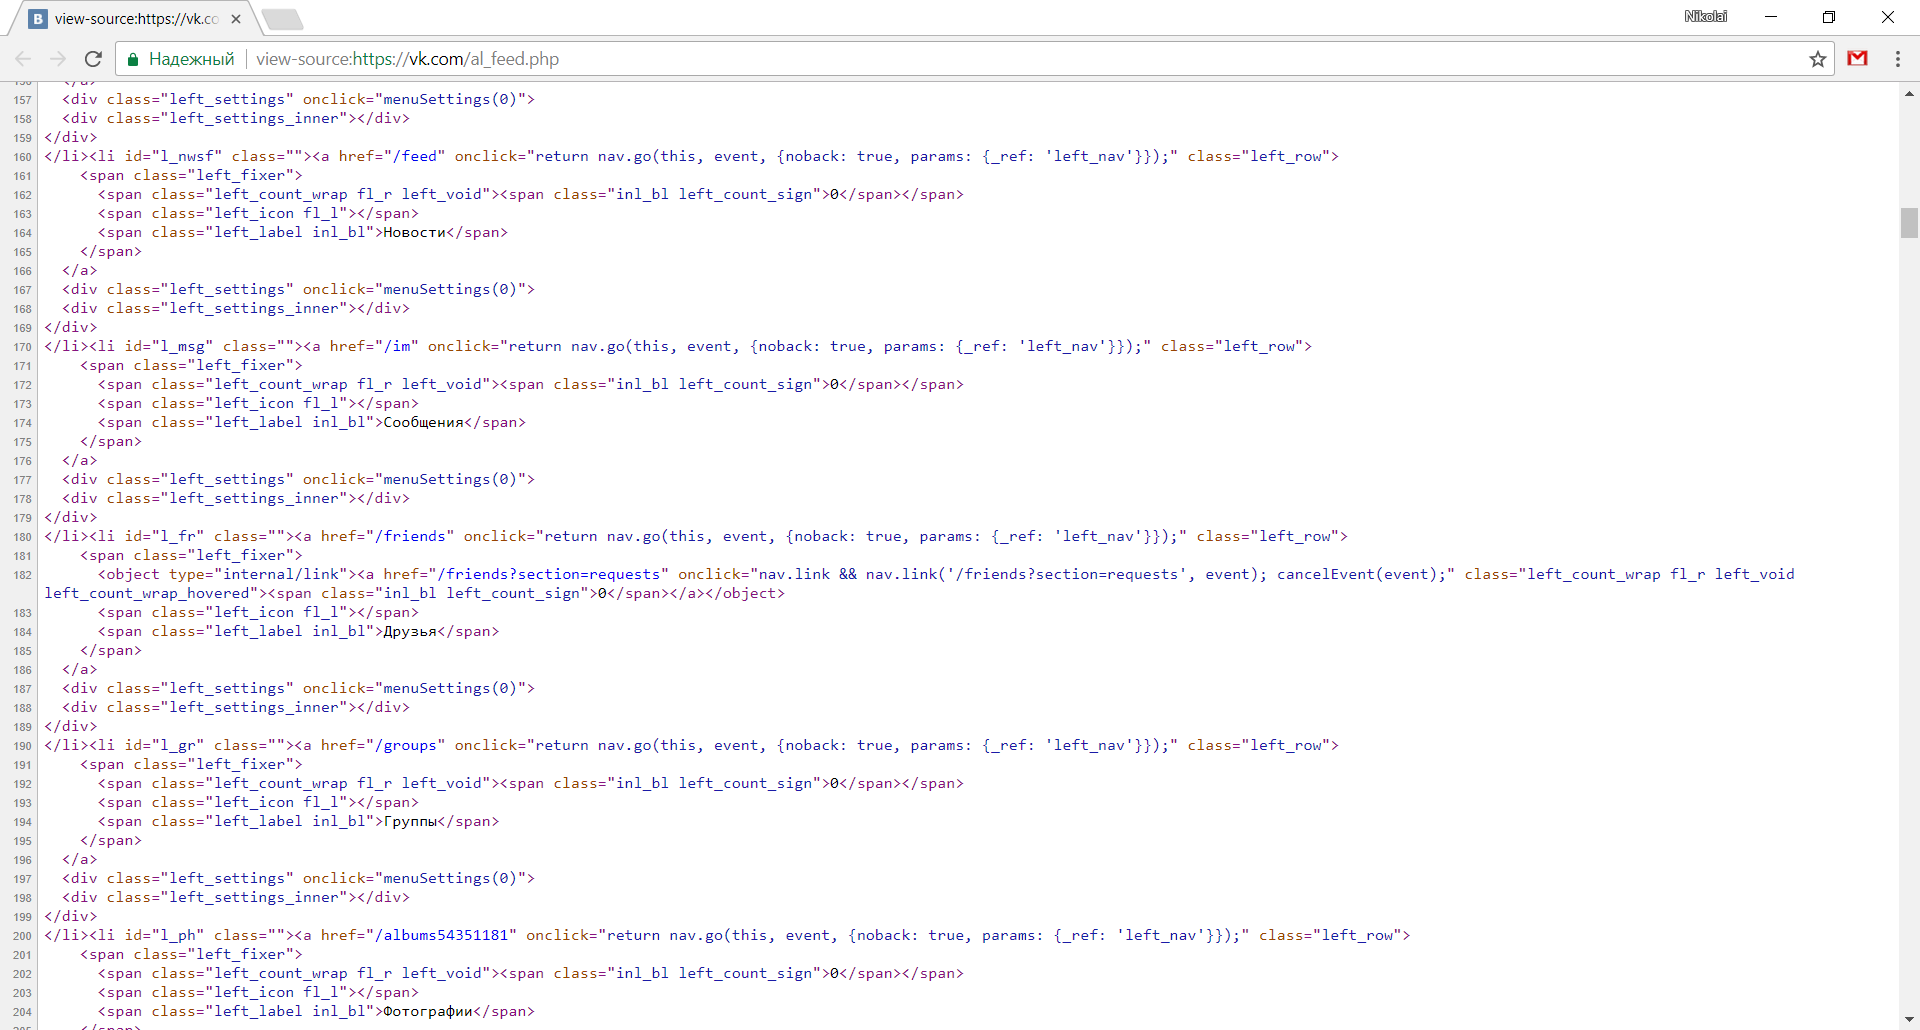 view-source:https://vk.co
Nikolai
Надежный
view-source:https://vk.com/al_feed.php
156 </a>
157 <div class="left_settings" onclick="menuSettings(0)">
158 <div class="left_settings_inner"></div>
159 </div>
160 </li><li id="l_nwsf" class=""><a href="/feed" onclick="return nav.go(this, event, {noback: true, params: {_ref: 'left_nav'}});" class="left_row">
161 <span class="left_fixer">
162 <span class="left_count_wrap fl_r left_void"><span class="inl_bl left_count_sign">0</span></span>
163 <span class="left_icon fl_l"></span>
164 <span class="left_label inl_bl">Новости</span>
165 </span>
166 </a>
167 <div class="left_settings" onclick="menuSettings(0)">
168 <div class="left_settings_inner"></div>
169 </div>
170 </li><li id="l_msg" class=""><a href="/im" onclick="return nav.go(this, event, {noback: true, params: {_ref: 'left_nav'}});" class="left_row">
171 <span class="left_fixer">
172 <span class="left_count_wrap fl_r left_void"><span class="inl_bl left_count_sign">0</span></span>
173 <span class="left_icon fl_l"></span>
174 <span class="left_label inl_bl">Сообщения</span>
175 </span>
176 </a>
177 <div class="left_settings" onclick="menuSettings(0)">
178 <div class="left_settings_inner"></div>
179 </div>
180 </li><li id="l_fr" class=""><a href="/friends" onclick="return nav.go(this, event, {noback: true, params: {_ref: 'left_nav'}});" class="left_row">
181 <span class="left_fixer">
182 <object type="internal/link"><a href="/friends?section=requests" onclick="nav.link && nav.link('/friends?section=requests', event); cancelEvent(event);" class="left_count_wrap fl_r left_void
left_count_wrap_hovered"><span class="inl_bl left_count_sign">0</span></a></object>
183 <span class="left_icon fl_l"></span>
184 <span class="left_label inl_bl">Друзья</span>
185 </span>
186 </a>
187 <div class="left_settings" onclick="menuSettings(0)">
188 <div class="left_settings_inner"></div>
189 </div>
190 </li><li id="l_gr" class=""><a href="/groups" onclick="return nav.go(this, event, {noback: true, params: {_ref: 'left_nav'}});" class="left_row">
191 <span class="left_fixer">
192 <span class="left_count_wrap fl_r left_void"><span class="inl_bl left_count_sign">0</span></span>
193 <span class="left_icon fl_l"></span>
194 <span class="left_label inl_bl">Группы</span>
195 </span>
196 </a>
197 <div class="left_settings" onclick="menuSettings(0)">
198 <div class="left_settings_inner"></div>
199 </div>
200 </li><li id="l_ph" class=""><a href="/albums54351181" onclick="return nav.go(this, event, {noback: true, params: {_ref: 'left_nav'}});" class="left_row">
201 <span class="left_fixer">
202 <span class="left_count_wrap fl_r left_void"><span class="inl_bl left_count_sign">0</span></span>
203 <span class="left_icon fl_l"></span>
204 <span class="left_label inl_bl">Фотографии</span>
205 </span>